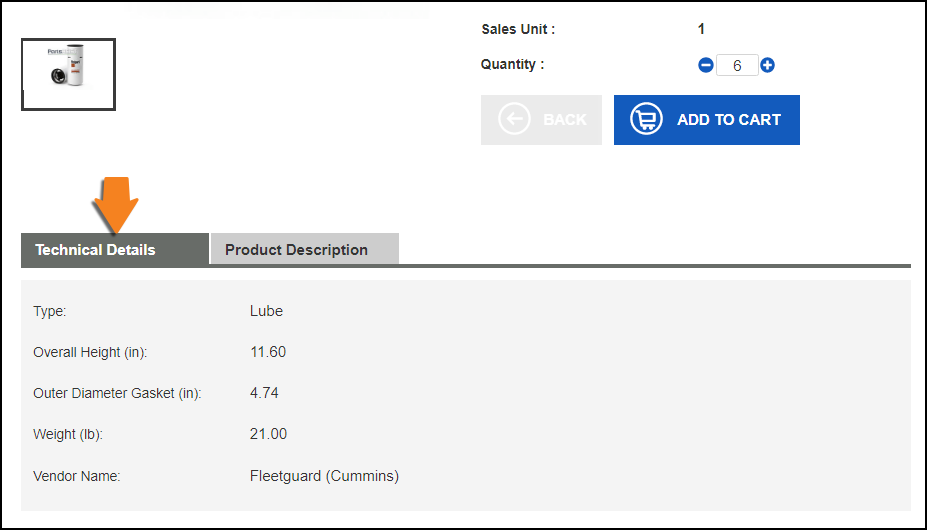 Sales Unit : 1
Quantity : 6
BACK
ADD TO CART
Technical Details
Product Description
Type: Lube
Overall Height (in): 11.60
Outer Diameter Gasket (in): 4.74
Weight (lb): 21.00
Vendor Name: Fleetguard (Cummins)